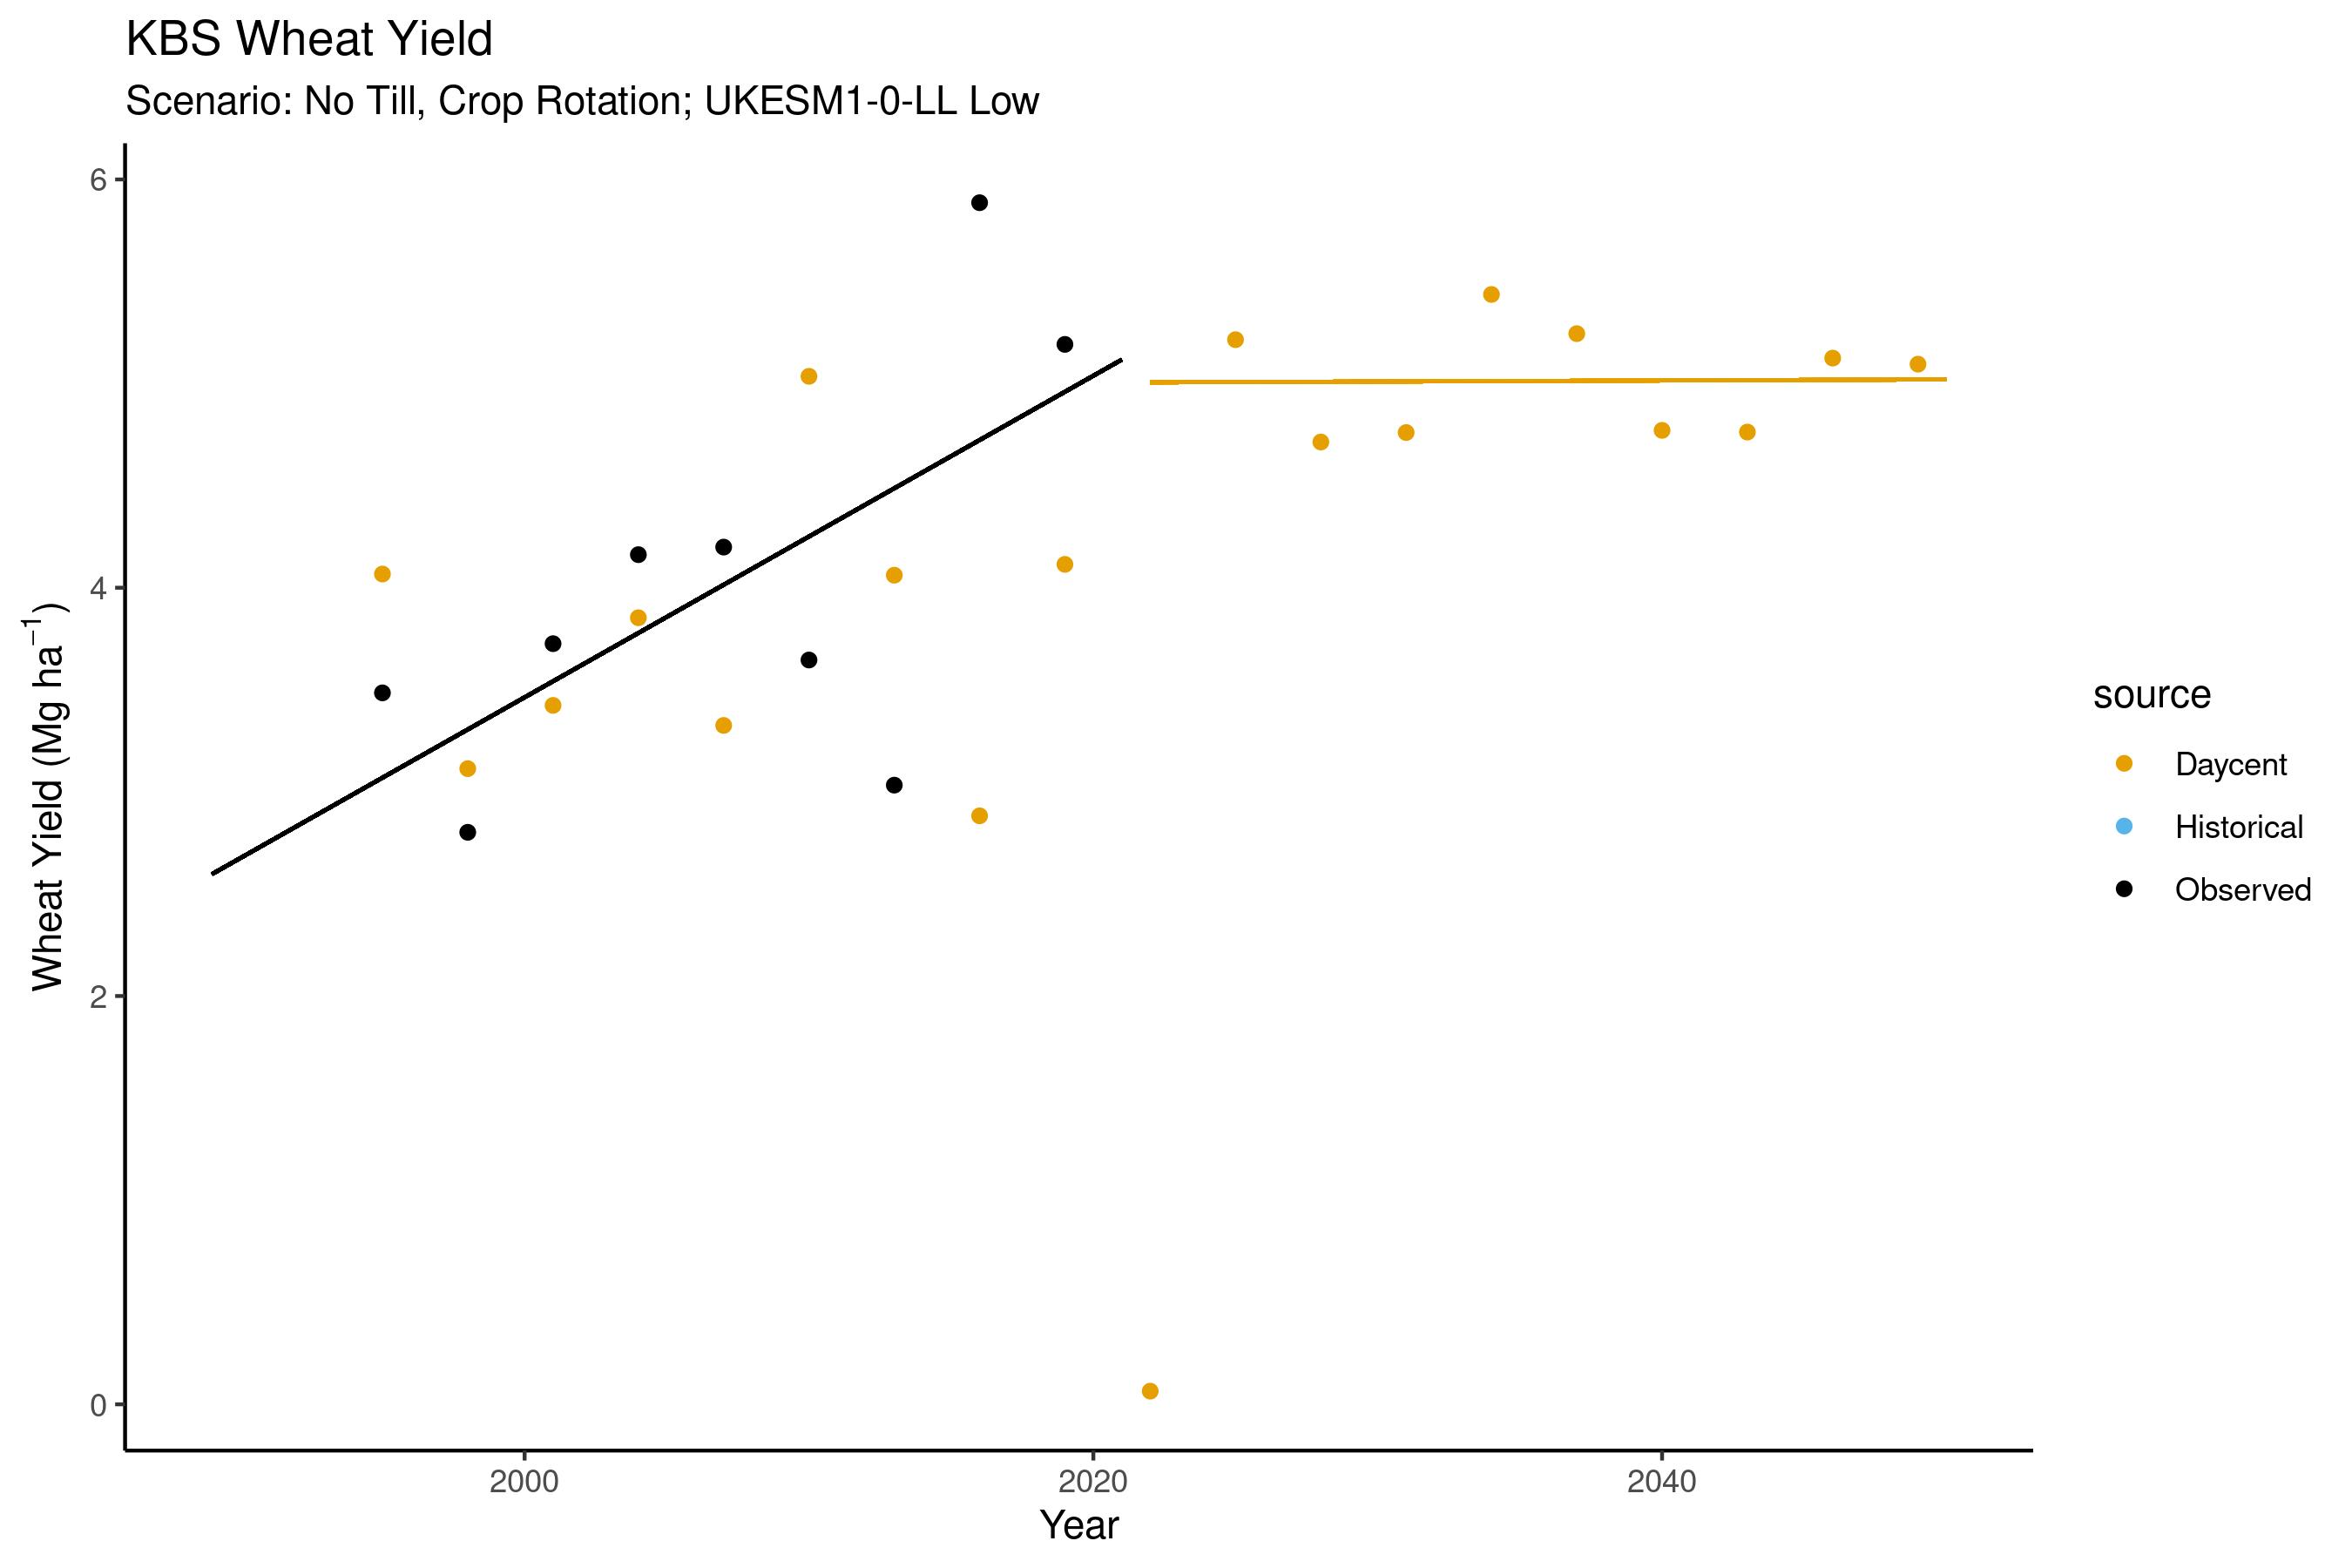 KBS Wheat Yield
Scenario: No Till, Crop Rotation; UKESM1-0-LL Low
Wheat Yield (Mg ha⁻¹)
6
4
2
0
2000 2020 2040
Year
source
Daycent
Historical
Observed